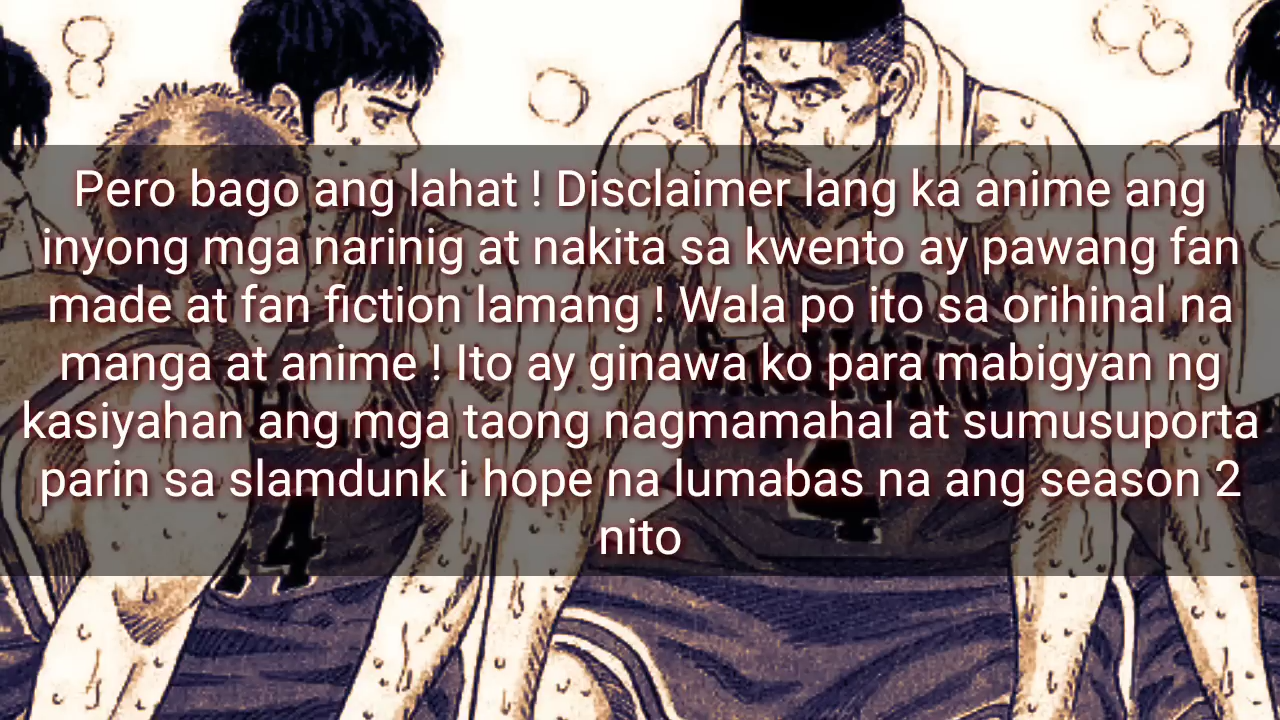 Pero bago ang lahat ! Disclaimer lang ka anime ang
inyong mga narinig at nakita sa kwento ay pawang fan
made at fan fiction lamang ! Wala po ito sa orihinal na
manga at anime ! Ito ay ginawa ko para mabigyan ng
kasiyahan ang mga taong nagmamahal at sumusuporta
parin sa slamdunk i hope na lumabas na ang season 2
nito
14
4